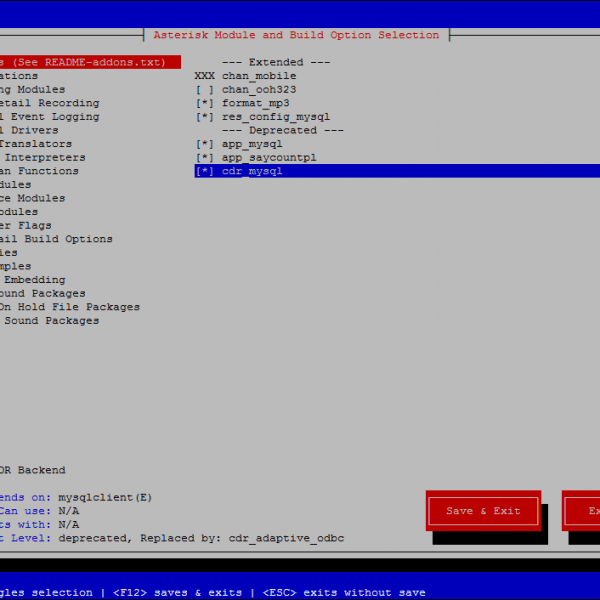 Asterisk Module and Build Option Selection
s (See README-addons.txt) --- Extended ---
ations XXX chan_mobile
ng Modules [ ] chan_ooh323
etail Recording [*] format_mp3
l Event Logging [*] res_config_mysql
l Drivers --- Deprecated ---
Translators [*] app_mysql
Interpreters [*] app_saycountpl
an Functions [*] cdr_mysql
dules
ce Modules
odules
er Flags
ail Build Options
ies
mples
Embedding
ound Packages
On Hold File Packages
Sound Packages
DR Backend
ends on: mysqlclient(E)
Can use: N/A
ts with: N/A
t Level: deprecated, Replaced by: cdr_adaptive_odbc
Save & Exit
Ex
gles selection | <F12> saves & exits | <ESC> exits without save